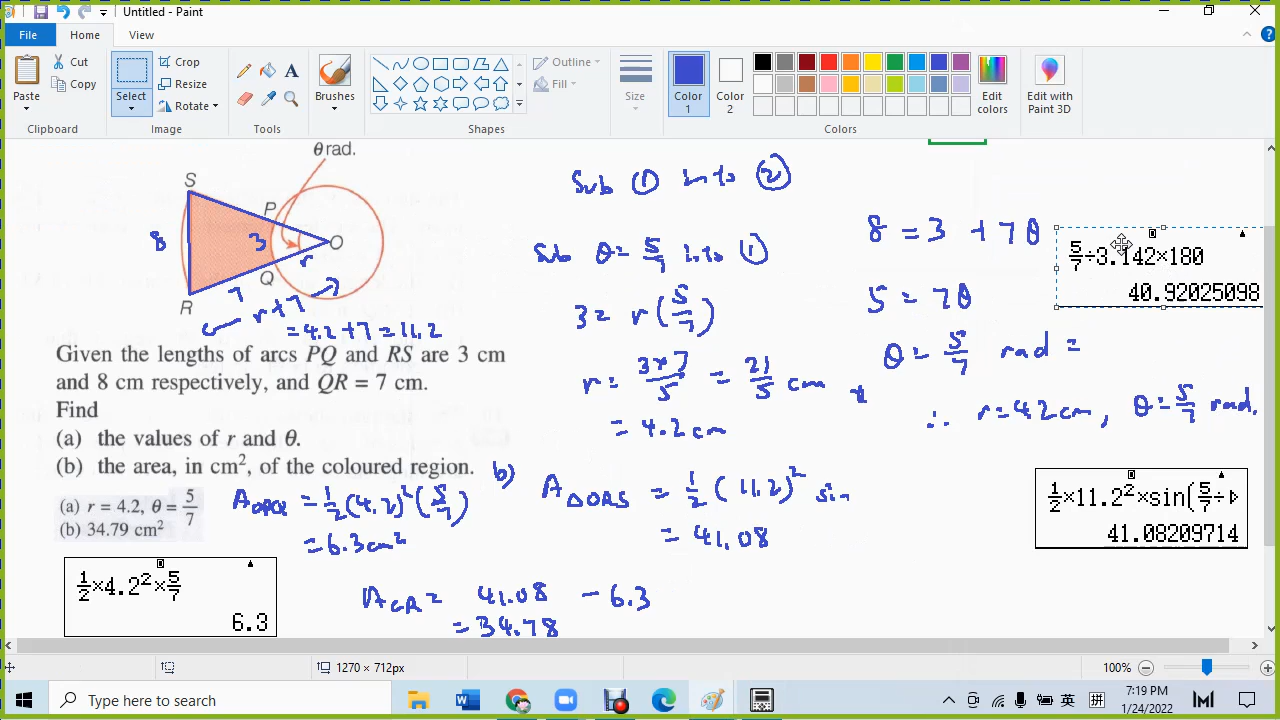 Untitled - Paint
File Home View
Paste
Cut
Copy
Clipboard
Select
Crop
Resize
Rotate
Image
Tools
Brushes
Outline
Fill
Shapes
Size
Color 1
Color 2
Colors
Edit colors
Edit with Paint 3D
θ rad.
S
P
O
Q
R
8
3
r
7
r+7
= 4.2+7 = 11.2
Given the lengths of arcs PQ and RS are 3 cm
and 8 cm respectively, and QR = 7 cm.
Find
(a) the values of r and θ.
(b) the area, in cm², of the coloured region.
(a) r = 4.2, θ = 5/7
(b) 34.79 cm²
Sub ① into ②
Sub θ = 5/7 into ①
3 = r(5/7)
r = 3×7/5 = 21/5 cm
= 4.2 cm
8 = 3 + 7θ
5 = 7θ
θ = 5/7 rad =
∴ r = 4.2 cm, θ = 5/7 rad.
5/7÷3.142×180
40.92025098
b) A△ORS = 1/2 (11.2)² sin
= 41.08
AOPQ = 1/2 (4.2)² (5/7)
= 6.3 cm²
ACR = 41.08 - 6.3
= 34.78
1/2×4.2²×5/7
6.3
1/2×11.2²×sin(5/7÷
41.08209714
1270 × 712px
100%
Type here to search
英
拼
7:19 PM
1/24/2022